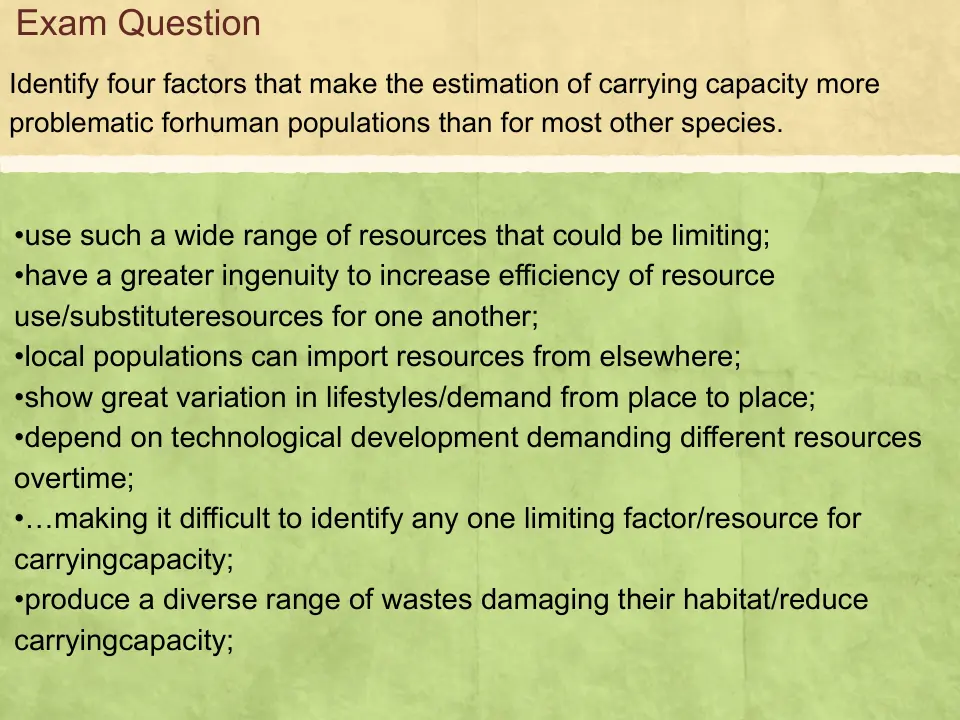 Exam Question
Identify four factors that make the estimation of carrying capacity more
problematic forhuman populations than for most other species.
•use such a wide range of resources that could be limiting;
•have a greater ingenuity to increase efficiency of resource
use/substituteresources for one another;
•local populations can import resources from elsewhere;
•show great variation in lifestyles/demand from place to place;
•depend on technological development demanding different resources
overtime;
•…making it difficult to identify any one limiting factor/resource for
carryingcapacity;
•produce a diverse range of wastes damaging their habitat/reduce
carryingcapacity;